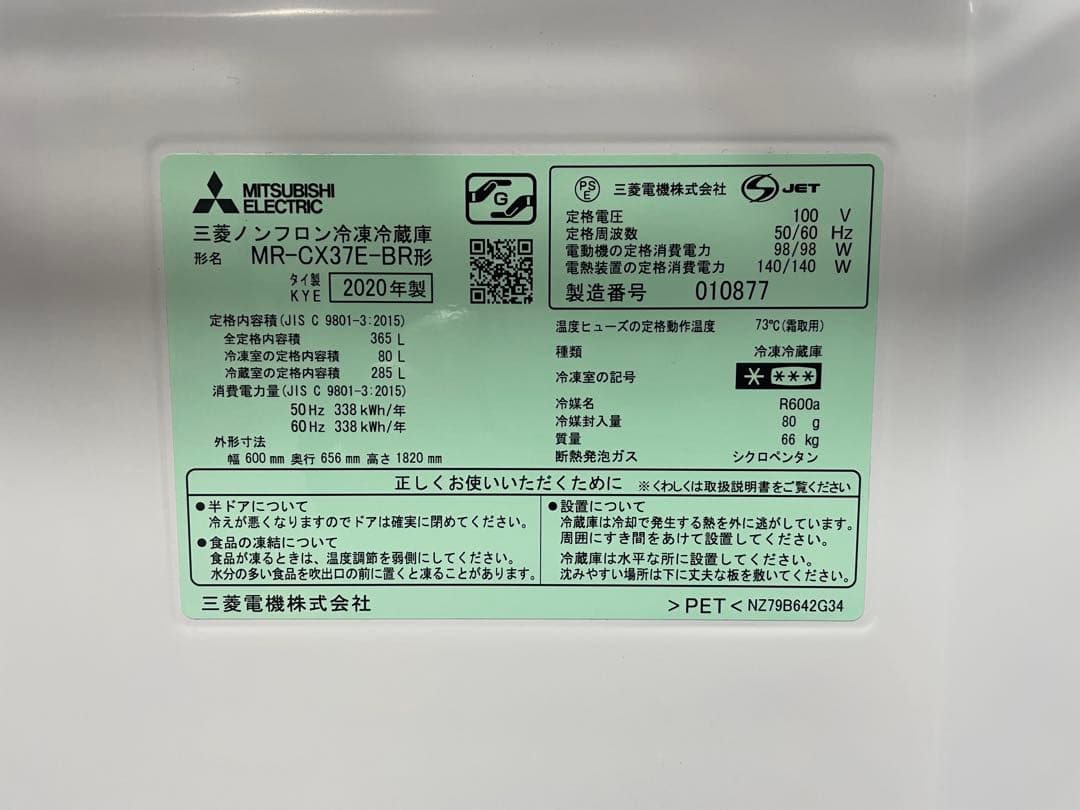 MITSUBISHI
ELECTRIC
G
三菱ノンフロン冷凍冷蔵庫
形名 MR-CX37E-BR形
タイ製
KYE 2020年製
PSE 三菱電機株式会社 S JET
定格電圧 100 V
定格周波数 50/60 Hz
電動機の定格消費電力 98/98 W
電熱装置の定格消費電力 140/140 W
製造番号 010877
定格内容積(JIS C 9801-3:2015)
全定格内容積 365 L
冷凍室の定格内容積 80 L
冷蔵室の定格内容積 285 L
消費電力量(JIS C 9801-3:2015)
50Hz 338 kWh/年
60Hz 338 kWh/年
外形寸法
幅 600 mm 奥行 656 mm 高さ 1820 mm
温度ヒューズの定格動作温度 73℃(霜取用)
種類 冷凍冷蔵庫
冷凍室の記号 * ***
冷媒名 R600a
冷媒封入量 80 g
質量 66 kg
断熱発泡ガス シクロペンタン
正しくお使いいただくために ※くわしくは取扱説明書をご覧ください
●半ドアについて
冷えが悪くなりますのでドアは確実に閉めてください。
●食品の凍結について
食品が凍るときは、温度調節を弱側にしてください。
水分の多い食品を吹出口の前に置くと凍ることがあります。
●設置について
冷蔵庫は冷却で発生する熱を外に逃がしています。
周囲にすき間をあけて設置してください。
冷蔵庫は水平な所に設置してください。
沈みやすい場所は下に丈夫な板を敷いてください。
三菱電機株式会社
>PET< NZ79B642G34